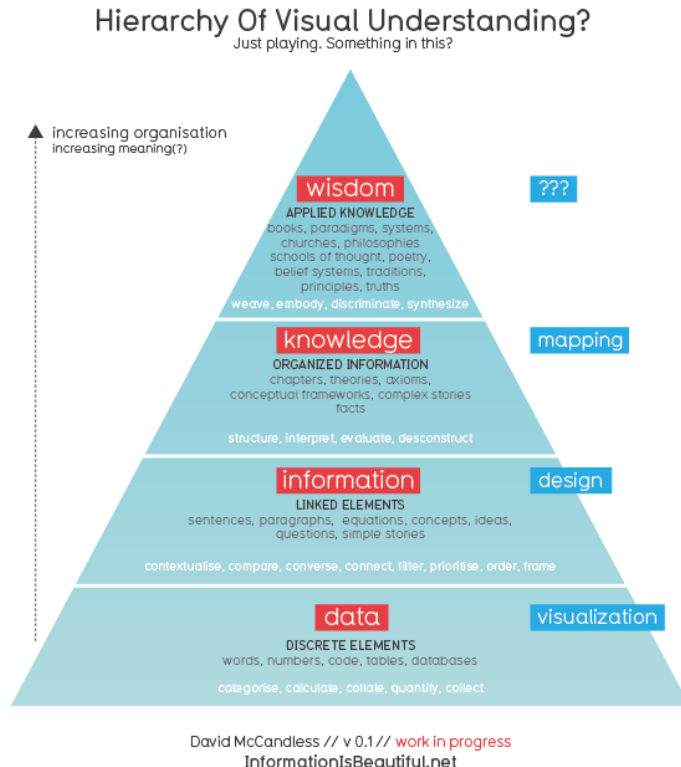 Hierarchy Of Visual Understanding?
Just playing. Something in this?
increasing organisation
increasing meaning(?)
wisdom
???
APPLIED KNOWLEDGE
books, paradigms, systems,
churches, philosophies
schools of thought, poetry,
belief systems, traditions,
principles, truths
weave, embody, discriminate, synthesize
knowledge
mapping
ORGANIZED INFORMATION
chapters, theories, axioms,
conceptual frameworks, complex stories
facts
structure, interpret, evaluate, desconstruct
information
design
LINKED ELEMENTS
sentences, paragraphs, equations, concepts, ideas,
questions, simple stories
contextualise, compare, converse, connect, filter, prioritise, order, frame
data
visualization
DISCRETE ELEMENTS
words, numbers, code, tables, databases
categorise, calculate, collate, quantify, collect
David McCandless // v 0.1 // work in progress
InformationIsBeautiful.net